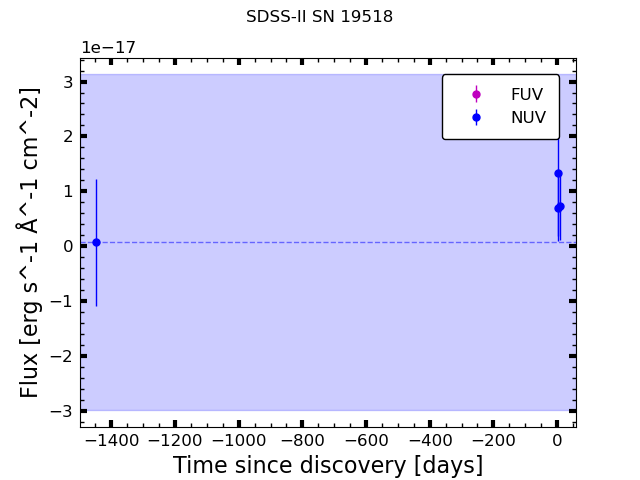 SDSS-II SN 19518
1e−17
FUV
NUV
3
2
1
0
−1
−2
−3
Flux [erg s^-1 Å^-1 cm^-2]
−1400 −1200 −1000 −800 −600 −400 −200 0
Time since discovery [days]